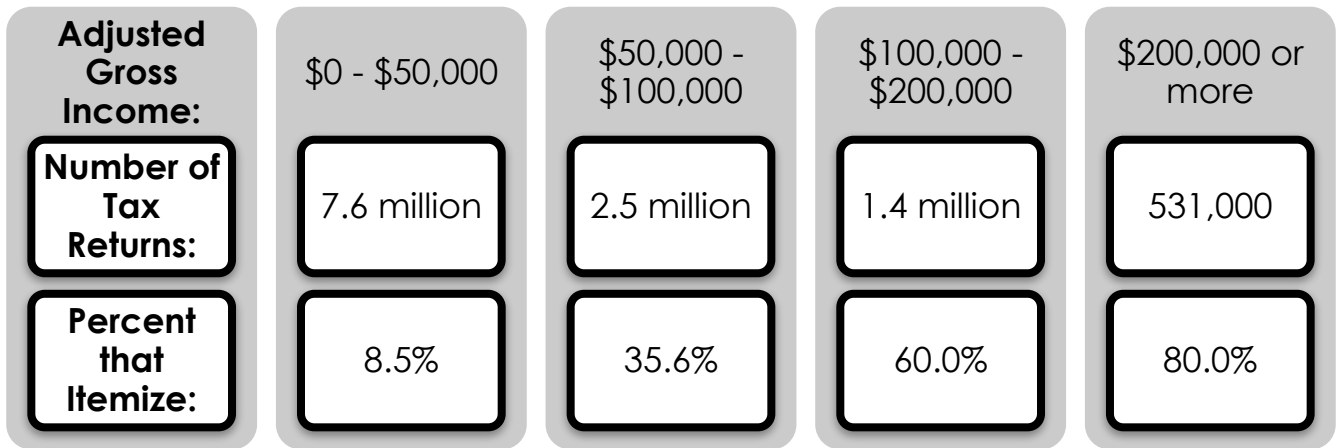 Adjusted
Gross
Income:
$0 - $50,000
$50,000 -
$100,000
$100,000 -
$200,000
$200,000 or
more
Number of
Tax
Returns:
7.6 million
2.5 million
1.4 million
531,000
Percent
that
Itemize:
8.5%
35.6%
60.0%
80.0%